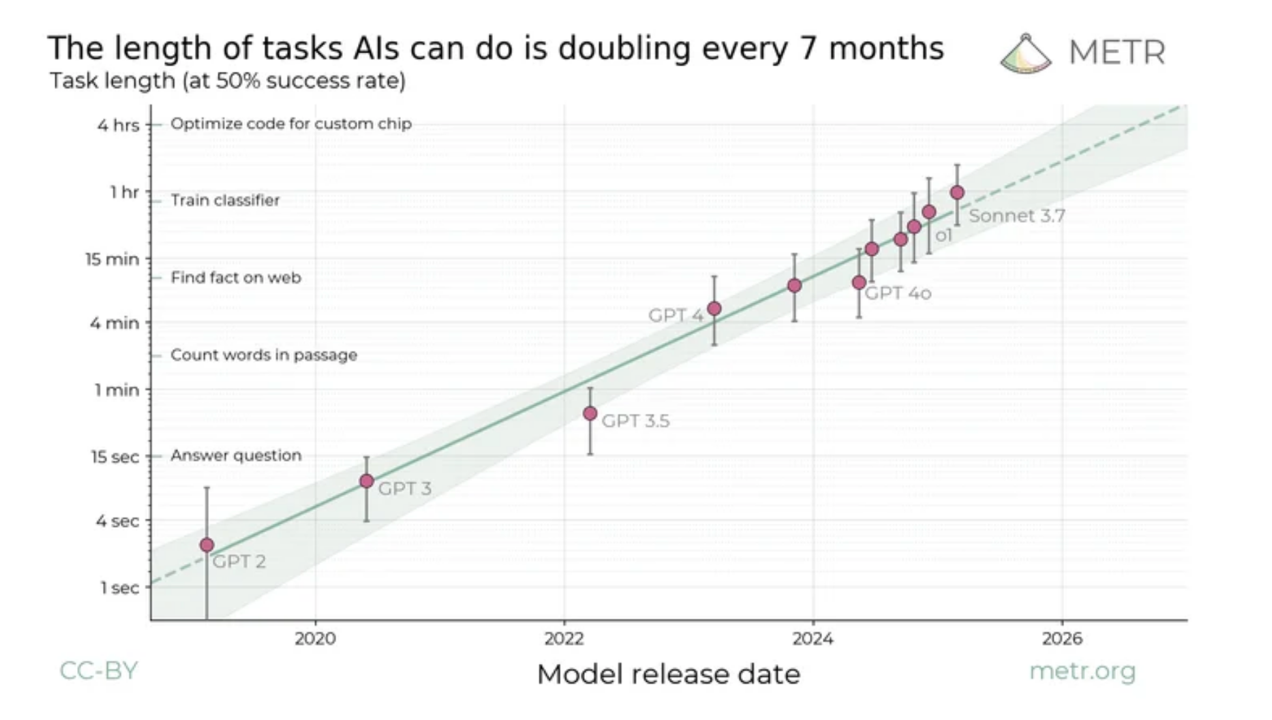 The length of tasks AIs can do is doubling every 7 months
METR
Task length (at 50% success rate)
4 hrs
Optimize code for custom chip
1 hr
Train classifier
Sonnet 3.7
o1
15 min
Find fact on web
GPT 4o
GPT 4
4 min
Count words in passage
1 min
GPT 3.5
15 sec
Answer question
GPT 3
4 sec
GPT 2
1 sec
2020
2022
2024
2026
CC-BY
Model release date
metr.org